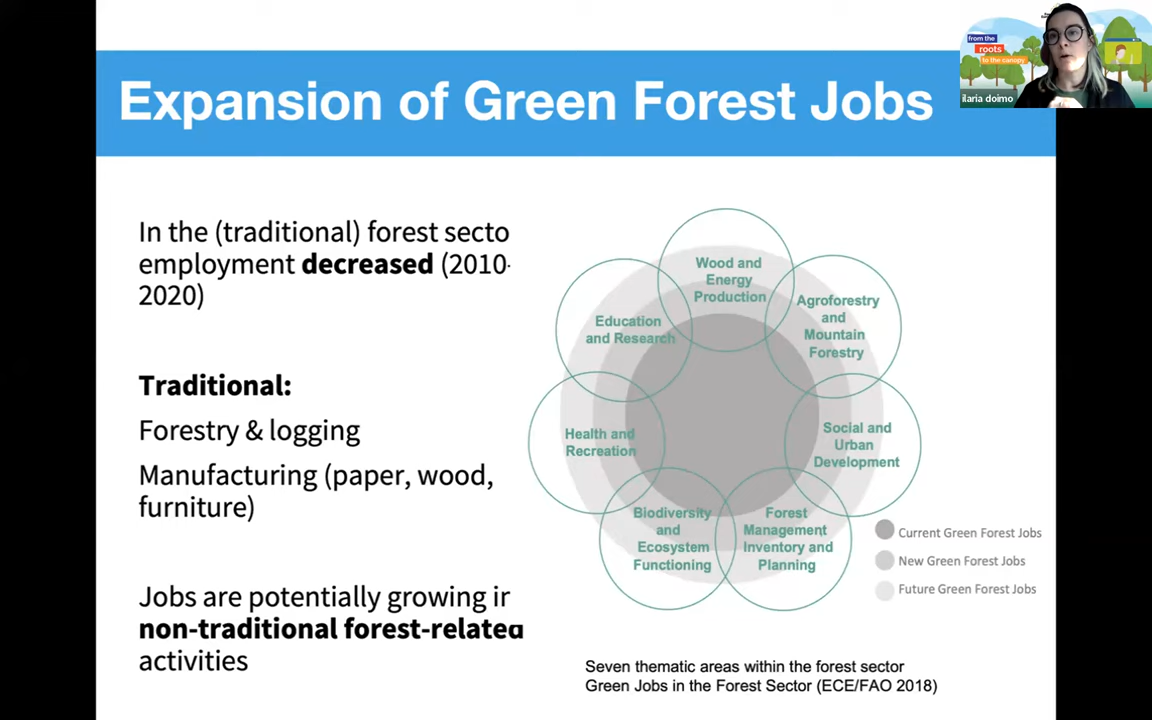 Expansion of Green Forest Jobs
from the
roots
to the canopy
ilaria doimo
In the (traditional) forest secto
employment decreased (2010-
2020)
Traditional:
Forestry & logging
Manufacturing (paper, wood,
furniture)
Jobs are potentially growing in
non-traditional forest-related
activities
Wood and
Energy
Production
Agroforestry
and
Mountain
Forestry
Social and
Urban
Development
Forest
Management
Inventory and
Planning
Biodiversity
and
Ecosystem
Functioning
Health and
Recreation
Education
and Research
Current Green Forest Jobs
New Green Forest Jobs
Future Green Forest Jobs
Seven thematic areas within the forest sector
Green Jobs in the Forest Sector (ECE/FAO 2018)